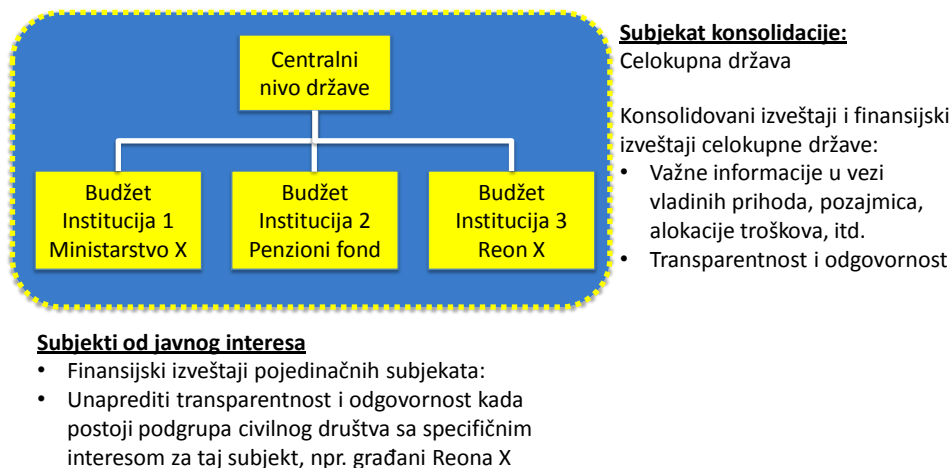 Centralni
nivo države
Budžet
Institucija 1
Ministarstvo X
Budžet
Institucija 2
Penzioni fond
Budžet
Institucija 3
Reon X
Subjekat konsolidacije:
Celokupna država
Konsolidovani izveštaji i finansijski
izveštaji celokupne države:
• Važne informacije u vezi
vladinih prihoda, pozajmica,
alokacije troškova, itd.
• Transparentnost i odgovornost
Subjekti od javnog interesa
• Finansijski izveštaji pojedinačnih subjekata:
• Unaprediti transparentnost i odgovornost kada
postoji podgrupa civilnog društva sa specifičnim
interesom za taj subjekt, npr. građani Reona X